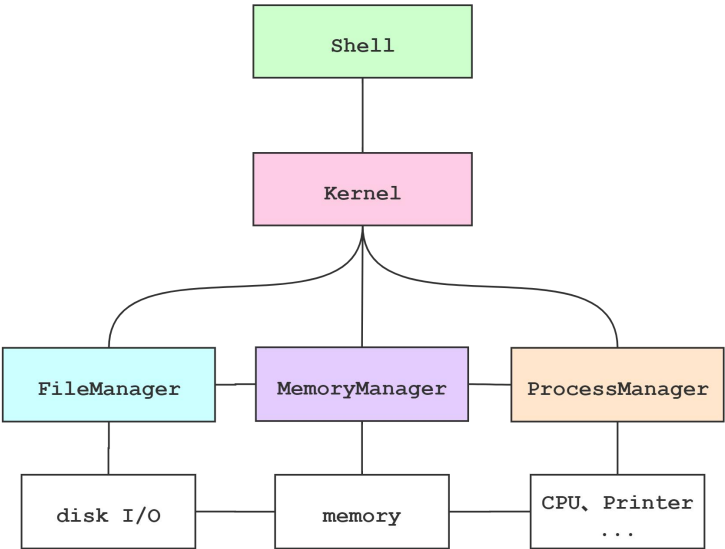 Shell
Kernel
FileManager
MemoryManager
ProcessManager
disk I/O
memory
CPU、Printer
...